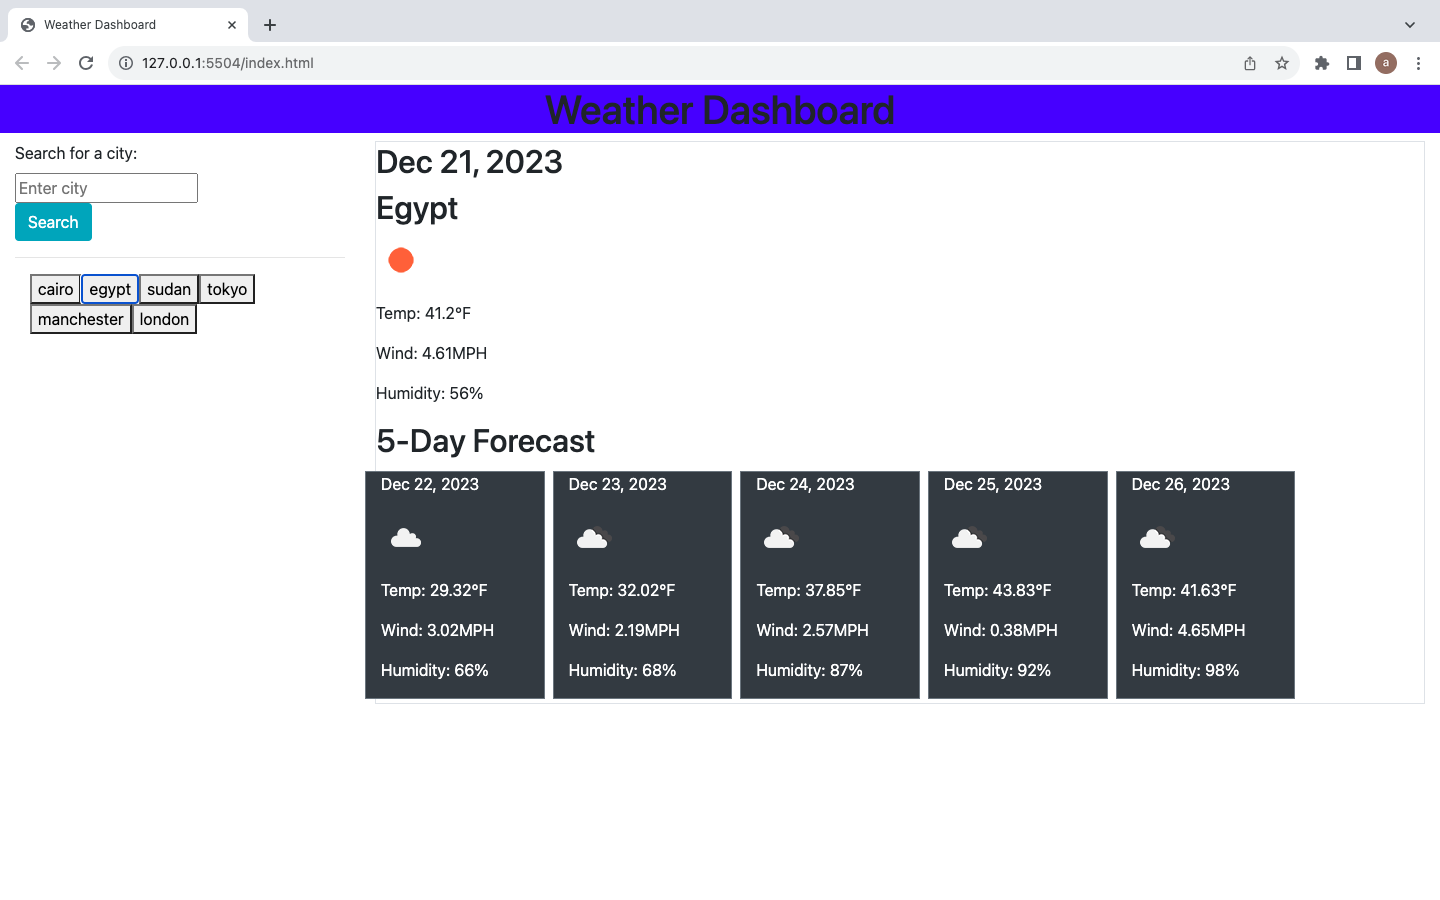 Weather Dashboard
127.0.0.1:5504/index.html
a
Weather Dashboard
Search for a city:
Enter city
Search
cairo egypt sudan tokyo
manchester london
Dec 21, 2023
Egypt
Temp: 41.2°F
Wind: 4.61MPH
Humidity: 56%
5-Day Forecast
Dec 22, 2023
Temp: 29.32°F
Wind: 3.02MPH
Humidity: 66%
Dec 23, 2023
Temp: 32.02°F
Wind: 2.19MPH
Humidity: 68%
Dec 24, 2023
Temp: 37.85°F
Wind: 2.57MPH
Humidity: 87%
Dec 25, 2023
Temp: 43.83°F
Wind: 0.38MPH
Humidity: 92%
Dec 26, 2023
Temp: 41.63°F
Wind: 4.65MPH
Humidity: 98%